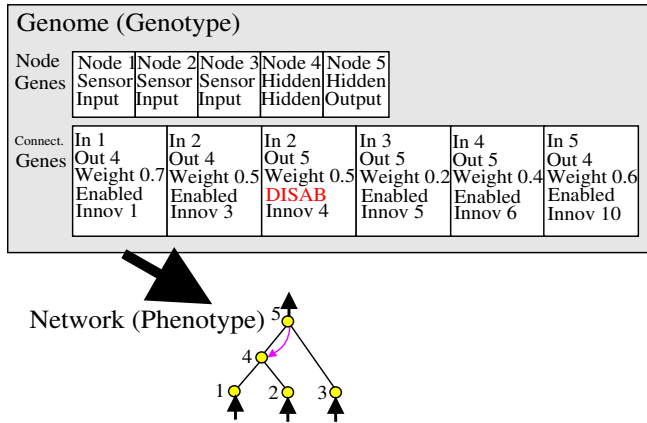 Genome (Genotype)
Node Genes
Node 1 Sensor Input
Node 2 Sensor Input
Node 3 Sensor Input
Node 4 Hidden Hidden
Node 5 Hidden Output
Connect. Genes
In 1
Out 4
Weight 0.7
Enabled
Innov 1
In 2
Out 4
Weight 0.5
Enabled
Innov 3
In 2
Out 5
Weight 0.5
DISAB
Innov 4
In 3
Out 5
Weight 0.2
Enabled
Innov 5
In 4
Out 5
Weight 0.4
Enabled
Innov 6
In 5
Out 4
Weight 0.6
Enabled
Innov 10
Network (Phenotype)
5
4
1
2
3